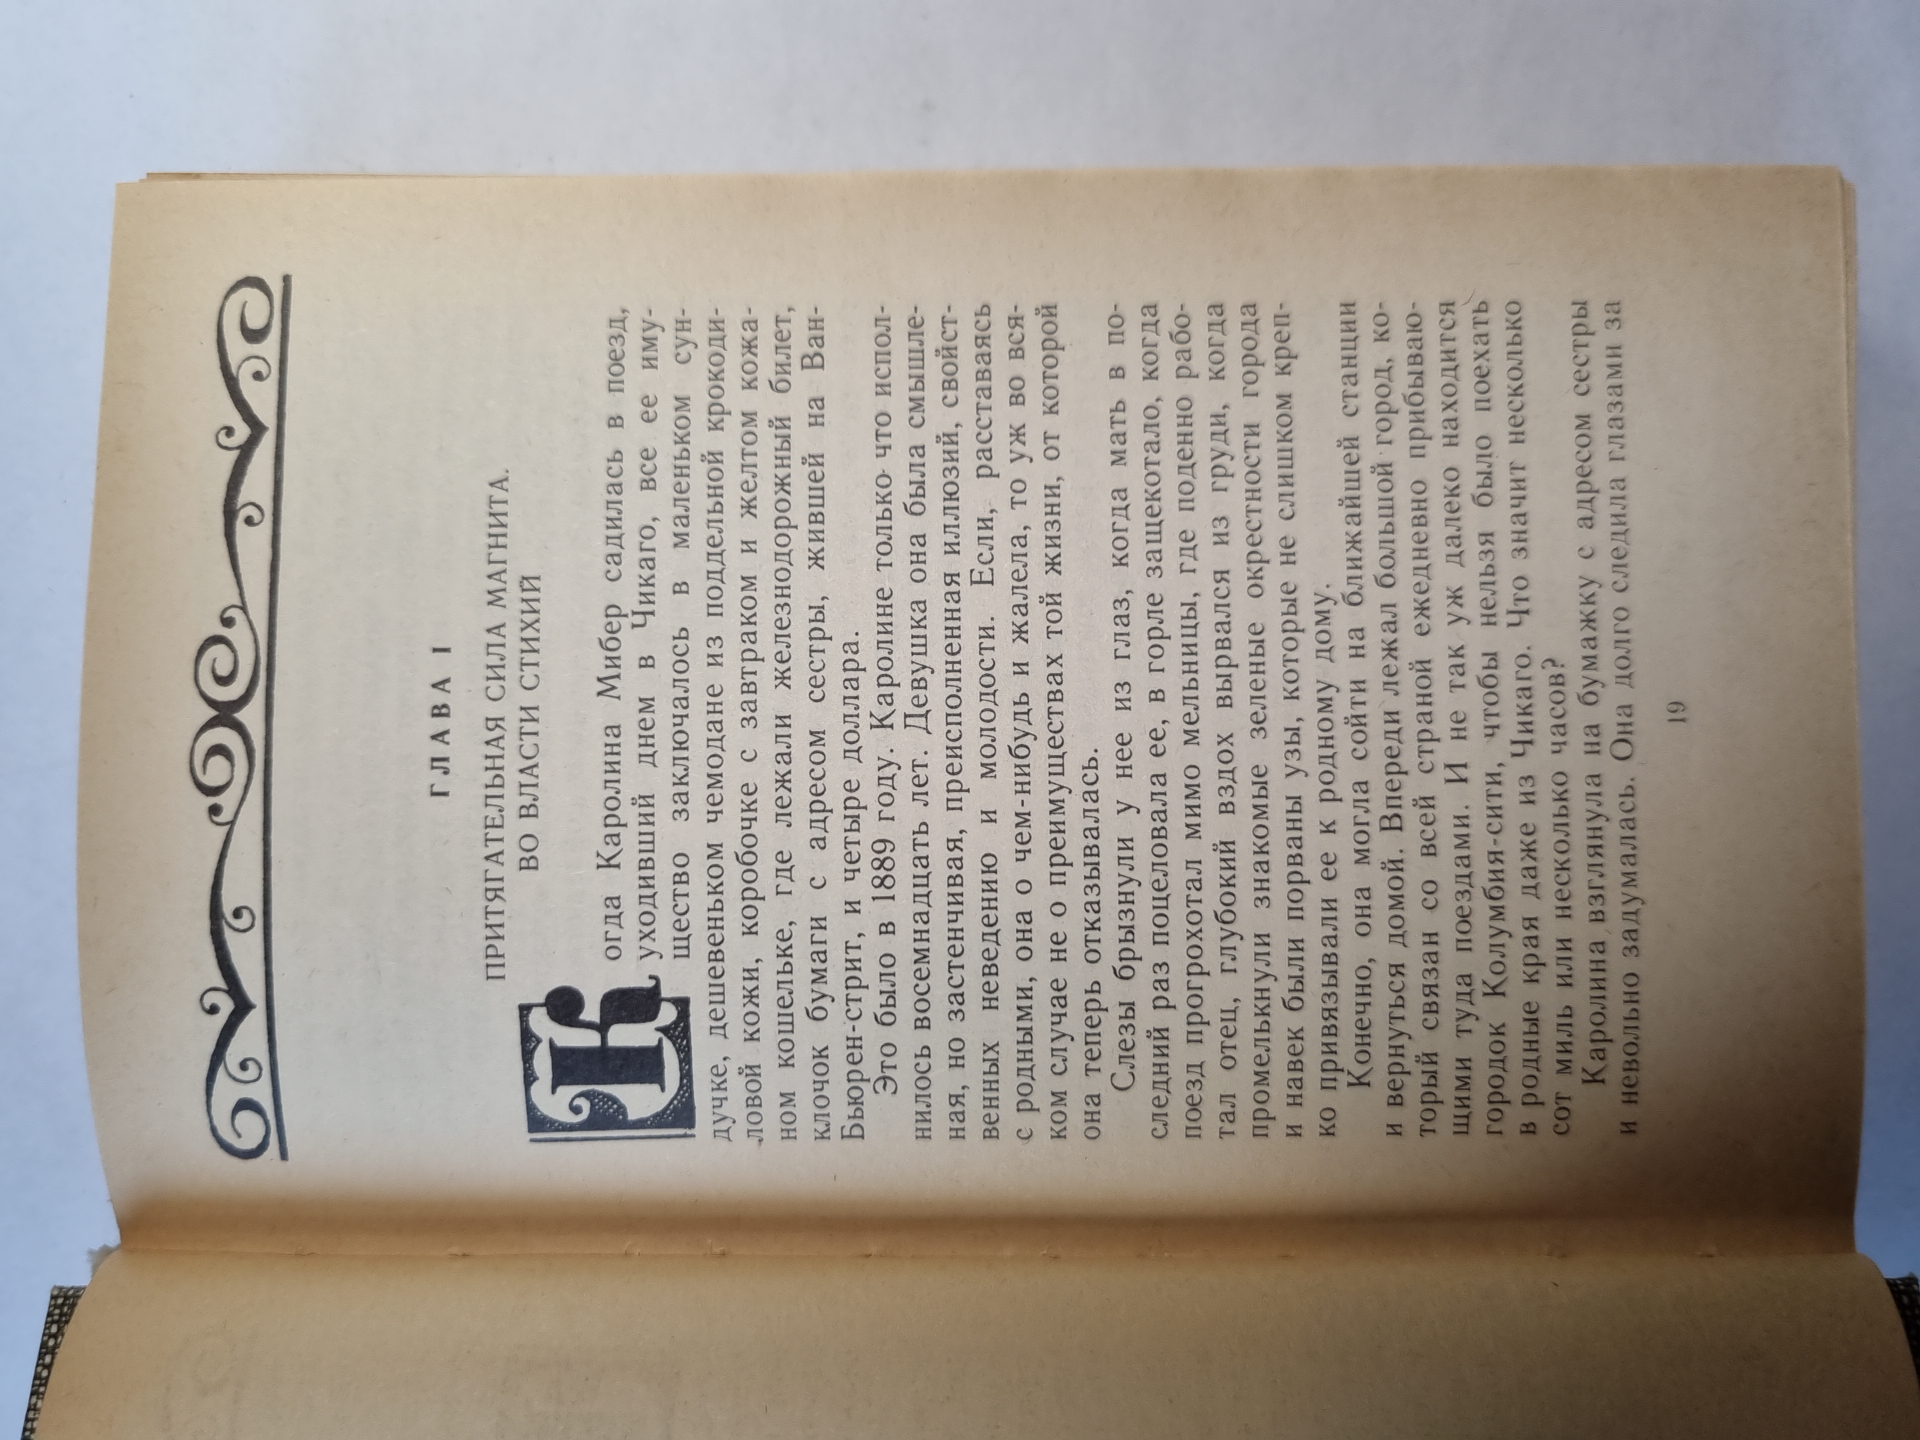 ГЛАВА I
ПРИТЯГАТЕЛЬНАЯ СИЛА МАГНИТА.
ВО ВЛАСТИ СТИХИЙ
Когда Каролина Мибер садилась в поезд,
уходивший днем в Чикаго, все ее иму-
щество заключалось в маленьком сун-
дучке, дешевеньком чемодане из поддельной крокоди-
ловой кожи, коробочке с завтраком и желтом кожа-
ном кошельке, где лежали железнодорожный билет,
клочок бумаги с адресом сестры, жившей на Ван-
Бьюрен-стрит, и четыре доллара.
Это было в 1889 году. Каролине только что испол-
нилось восемнадцать лет. Девушка она была смышле-
ная, но застенчивая, преисполненная иллюзий, свойст-
венных неведению и молодости. Если, расставаясь
с родными, она о чем-нибудь и жалела, то уж во вся-
ком случае не о преимуществах той жизни, от которой
она теперь отказывалась.
Слезы брызнули у нее из глаз, когда мать в по-
следний раз поцеловала ее, в горле защекотало, когда
поезд прогрохотал мимо мельницы, где поденно рабо-
тал отец, глубокий вздох вырвался из груди, когда
промелькнули знакомые зеленые окрестности города
и навек были порваны узы, которые не слишком креп-
ко привязывали ее к родному дому.
Конечно, она могла сойти на ближайшей станции
и вернуться домой. Впереди лежал большой город, ко-
торый связан со всей страной ежедневно прибываю-
щими туда поездами. И не так уж далеко находится
городок Колумбия-сити, чтобы нельзя было поехать
в родные края даже из Чикаго. Что значит несколько
сот миль или несколько часов?
Каролина взглянула на бумажку с адресом сестры
и невольно задумалась. Она долго следила глазами за
19